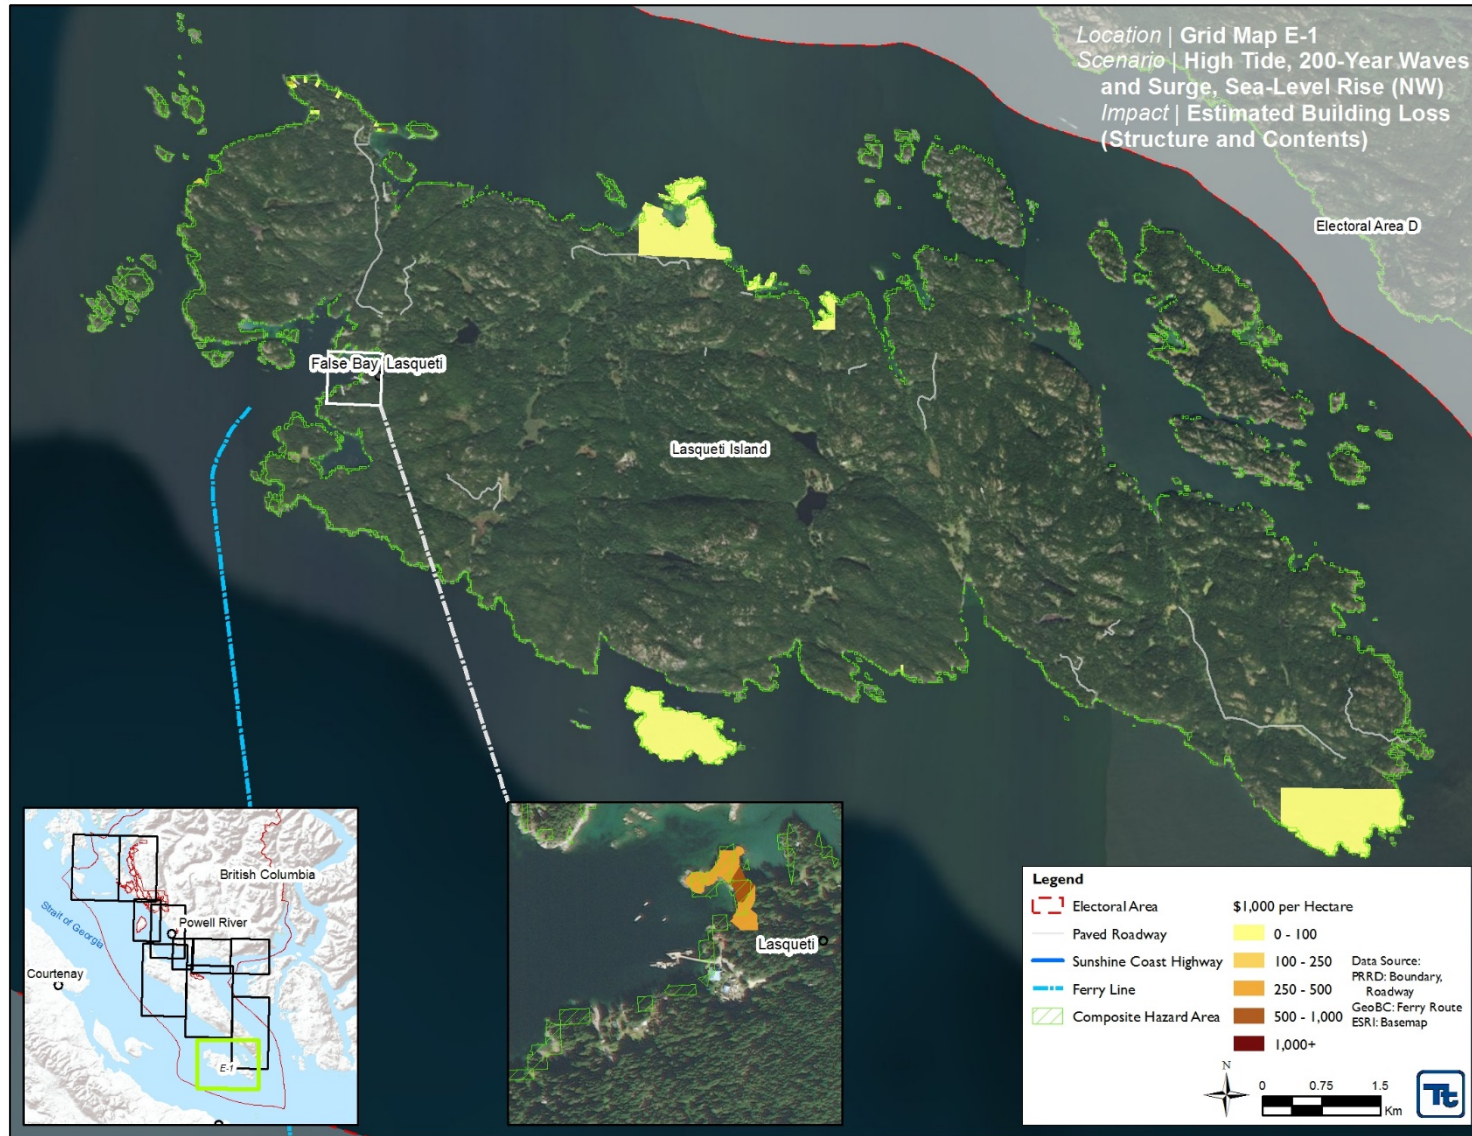 Location | Grid Map E-1
Scenario | High Tide, 200-Year Waves
and Surge, Sea-Level Rise (NW)
Impact | Estimated Building Loss
(Structure and Contents)
Electoral Area D
False Bay
Lasqueti
Lasqueti Island
British Columbia
Powell River
Strait of Georgia
Courtenay
E-1
Lasqueti
Legend
Electoral Area
Paved Roadway
Sunshine Coast Highway
Ferry Line
Composite Hazard Area
$1,000 per Hectare
0 - 100
100 - 250
250 - 500
500 - 1,000
1,000+
Data Source:
PRRD: Boundary,
Roadway
GeoBC: Ferry Route
ESRI: Basemap
N
0 0.75 1.5
Km
Tt